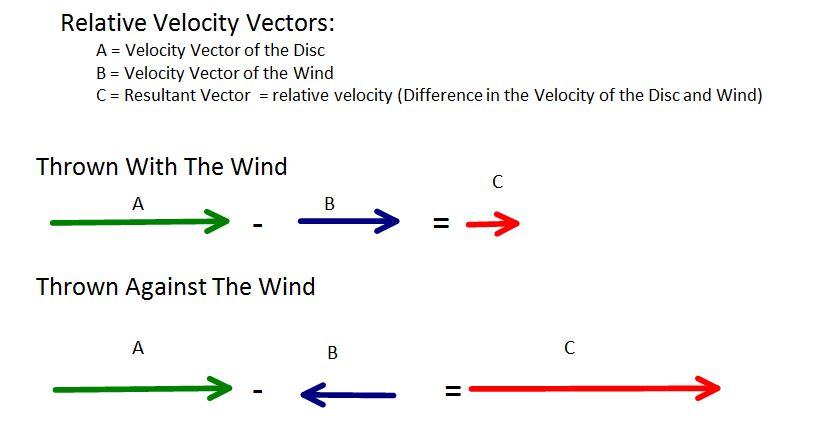 Relative Velocity Vectors:
A = Velocity Vector of the Disc
B = Velocity Vector of the Wind
C = Resultant Vector  = relative velocity (Difference in the Velocity of the Disc and Wind)
Thrown With The Wind
A - B = C
Thrown Against The Wind
A - B = C